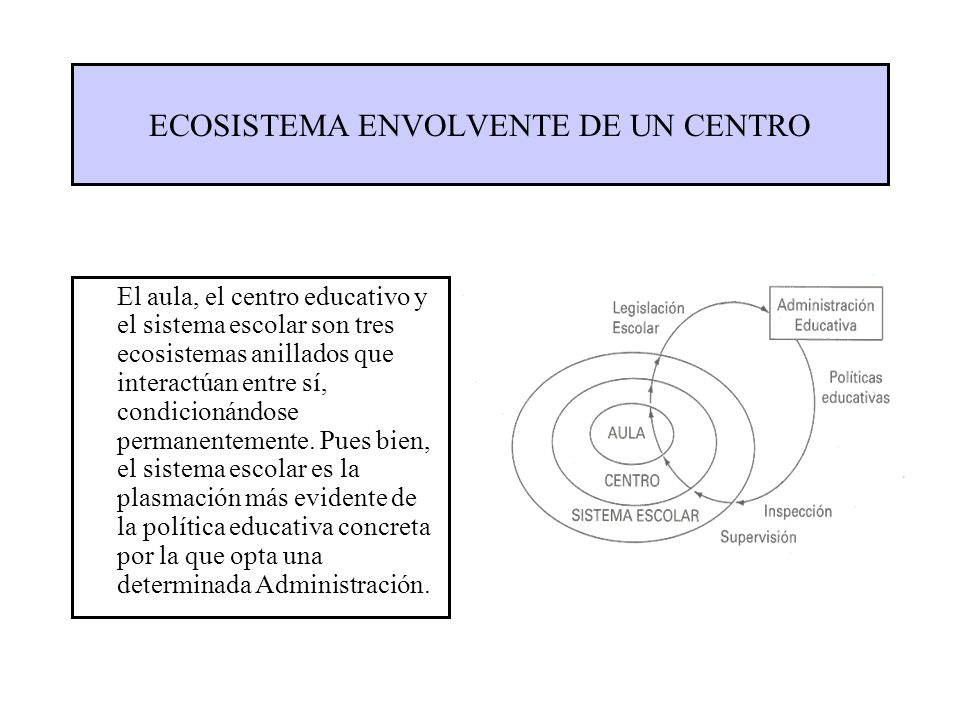 ECOSISTEMA ENVOLVENTE DE UN CENTRO
El aula, el centro educativo y
el sistema escolar son tres
ecosistemas anillados que
interactúan entre sí,
condicionándose
permanentemente. Pues bien,
el sistema escolar es la
plasmación más evidente de
la política educativa concreta
por la que opta una
determinada Administración.
Legislación
Escolar
Administración
Educativa
Políticas
educativas
AULA
CENTRO
SISTEMA ESCOLAR
Inspección
Supervisión